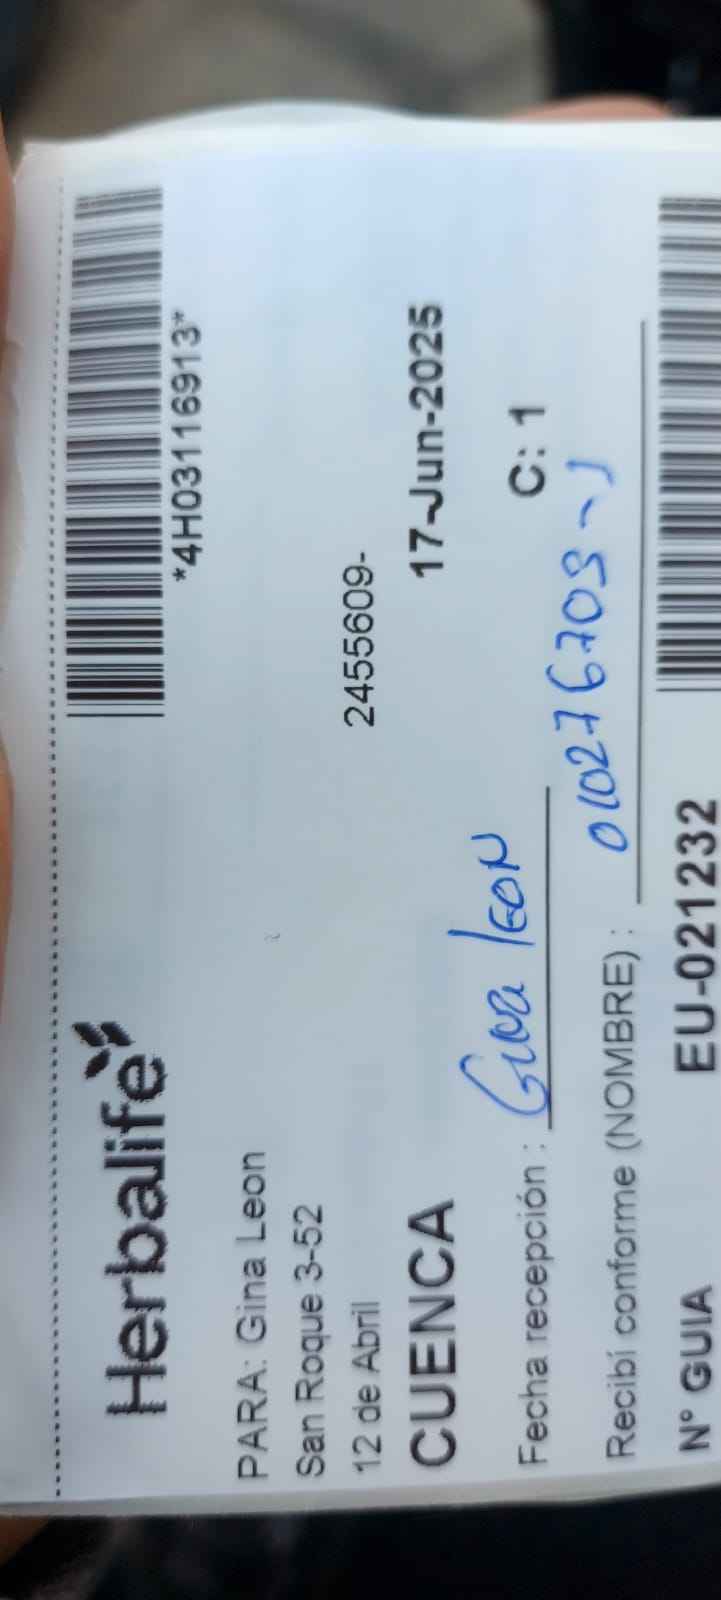 Herbalife
*4H03116913*
PARA: Gina Leon
San Roque 3-52
12 de Abril 2455609-
CUENCA 17-Jun-2025
Fecha recepción : Gina leon C: 1
Recibí conforme (NOMBRE) : 010276703-1
N° GUIA EU-021232